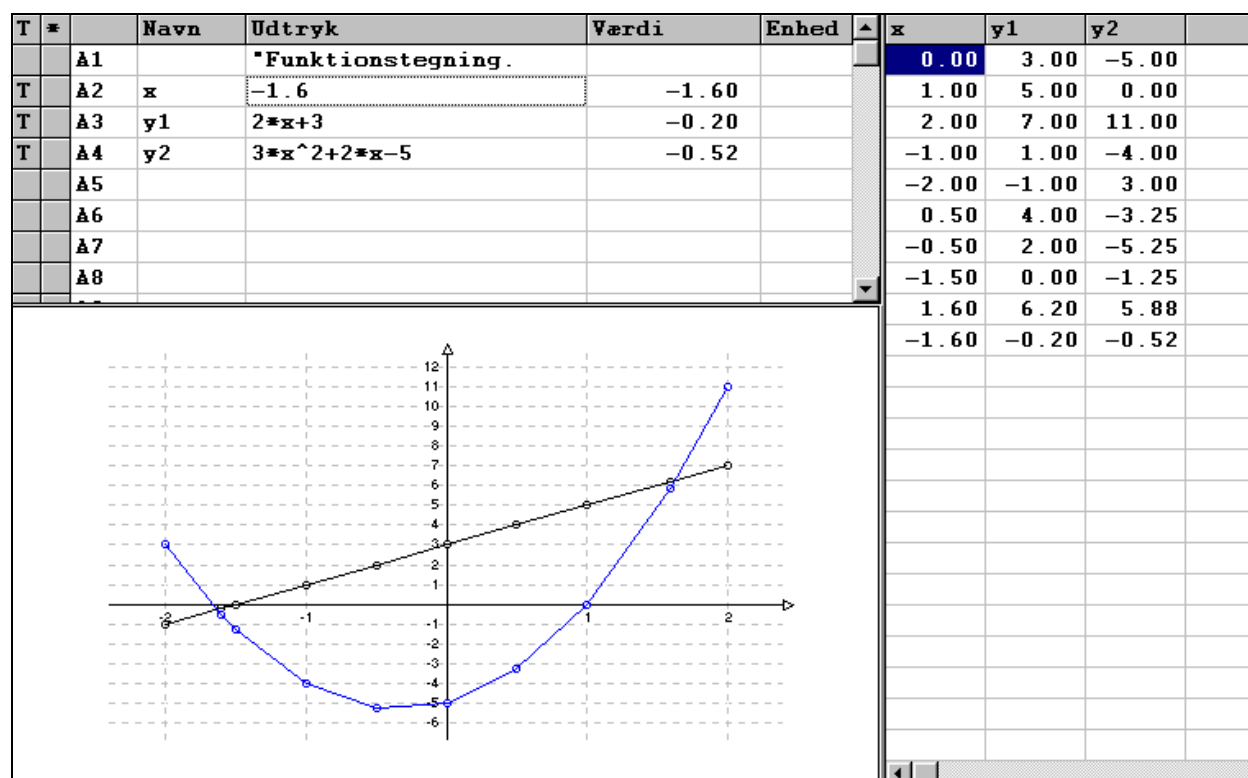 T * Navn Udtryk Værdi Enhed
A1 "Funktionstegning.
T A2 x −1.6 −1.60
T A3 y1 2*x+3 −0.20
T A4 y2 3*x^2+2*x−5 −0.52
A5
A6
A7
A8
x y1 y2
0.00 3.00 −5.00
1.00 5.00 0.00
2.00 7.00 11.00
−1.00 1.00 −4.00
−2.00 −1.00 3.00
0.50 4.00 −3.25
−0.50 2.00 −5.25
−1.50 0.00 −1.25
1.60 6.20 5.88
−1.60 −0.20 −0.52
12
11
10
9
8
7
6
5
4
3
2
1
-2 -1 1 2
-1
-2
-3
-4
-5
-6